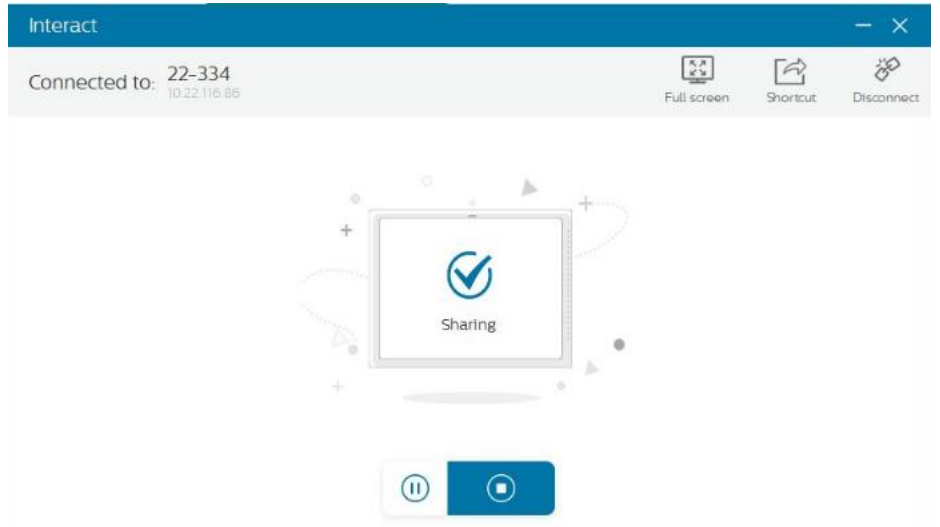 Interact
Connected to: 22-334
10.22.116.86
Full screen
Shortcut
Disconnect
Sharing